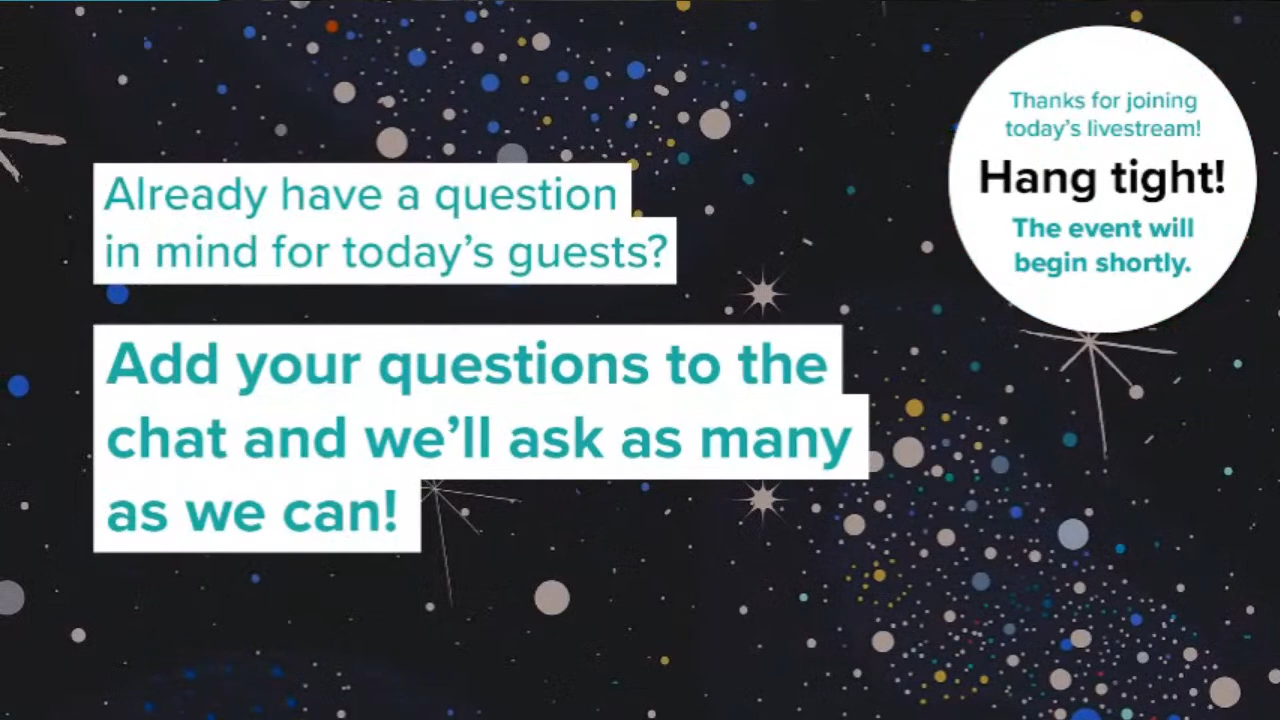 Already have a question
in mind for today’s guests?
Add your questions to the
chat and we’ll ask as many
as we can!
Thanks for joining
today’s livestream!
Hang tight!
The event will
begin shortly.